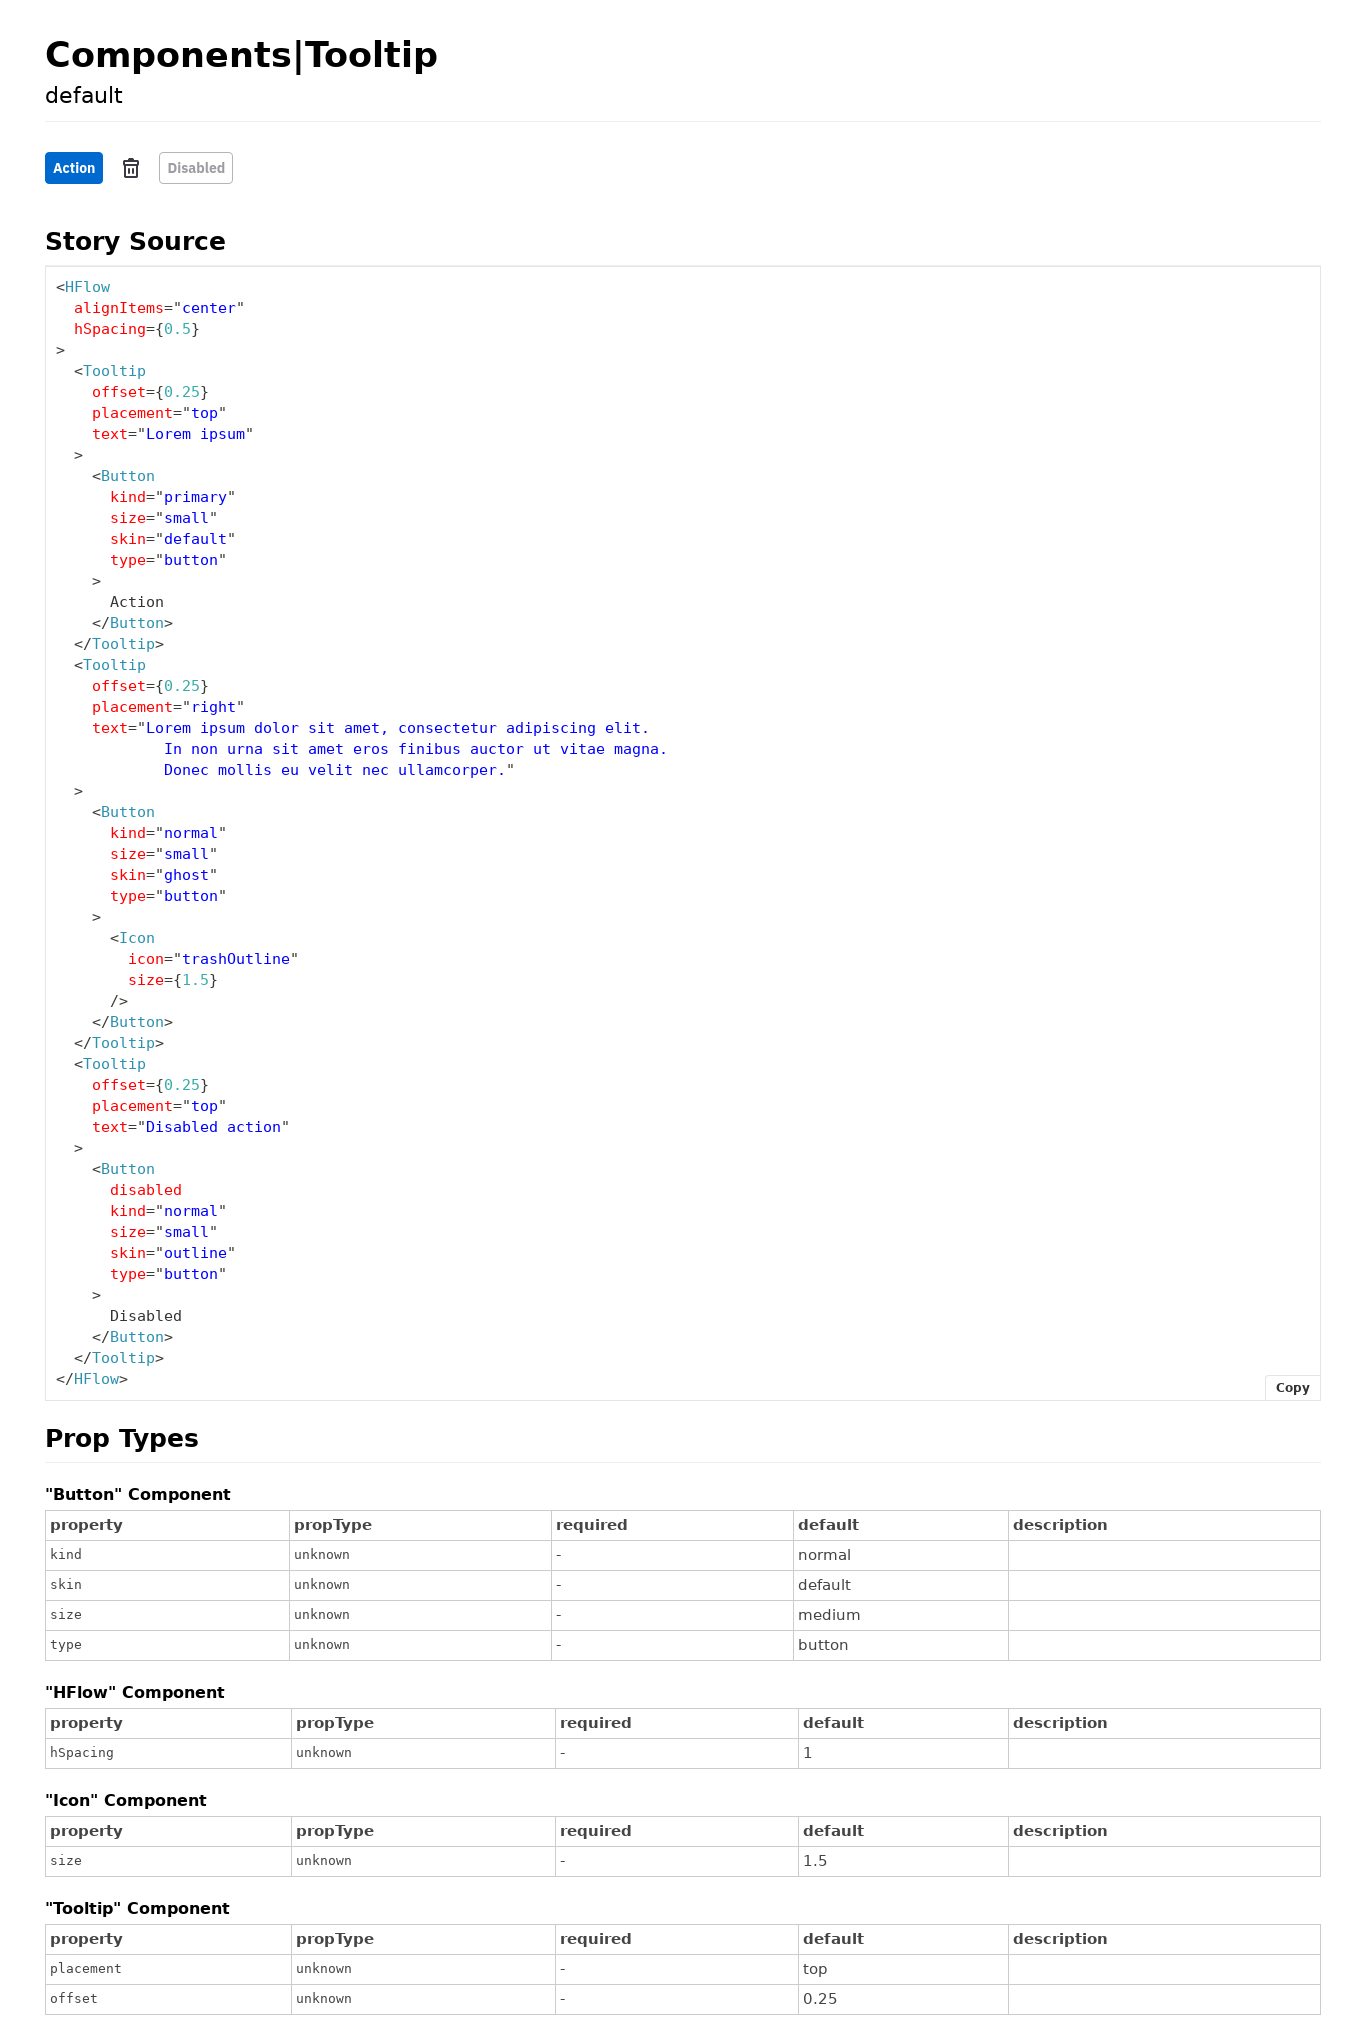 Components|Tooltip
default
Action Disabled
Story Source
<HFlow
  alignItems="center"
  hSpacing={0.5}
>
  <Tooltip
    offset={0.25}
    placement="top"
    text="Lorem ipsum"
  >
    <Button
      kind="primary"
      size="small"
      skin="default"
      type="button"
    >
      Action
    </Button>
  </Tooltip>
  <Tooltip
    offset={0.25}
    placement="right"
    text="Lorem ipsum dolor sit amet, consectetur adipiscing elit.
            In non urna sit amet eros finibus auctor ut vitae magna.
            Donec mollis eu velit nec ullamcorper."
  >
    <Button
      kind="normal"
      size="small"
      skin="ghost"
      type="button"
    >
      <Icon
        icon="trashOutline"
        size={1.5}
      />
    </Button>
  </Tooltip>
  <Tooltip
    offset={0.25}
    placement="top"
    text="Disabled action"
  >
    <Button
      disabled
      kind="normal"
      size="small"
      skin="outline"
      type="button"
    >
      Disabled
    </Button>
  </Tooltip>
</HFlow>
Copy
Prop Types
"Button" Component
property propType required default description
kind unknown - normal
skin unknown - default
size unknown - medium
type unknown - button
"HFlow" Component
property propType required default description
hSpacing unknown - 1
"Icon" Component
property propType required default description
size unknown - 1.5
"Tooltip" Component
property propType required default description
placement unknown - top
offset unknown - 0.25